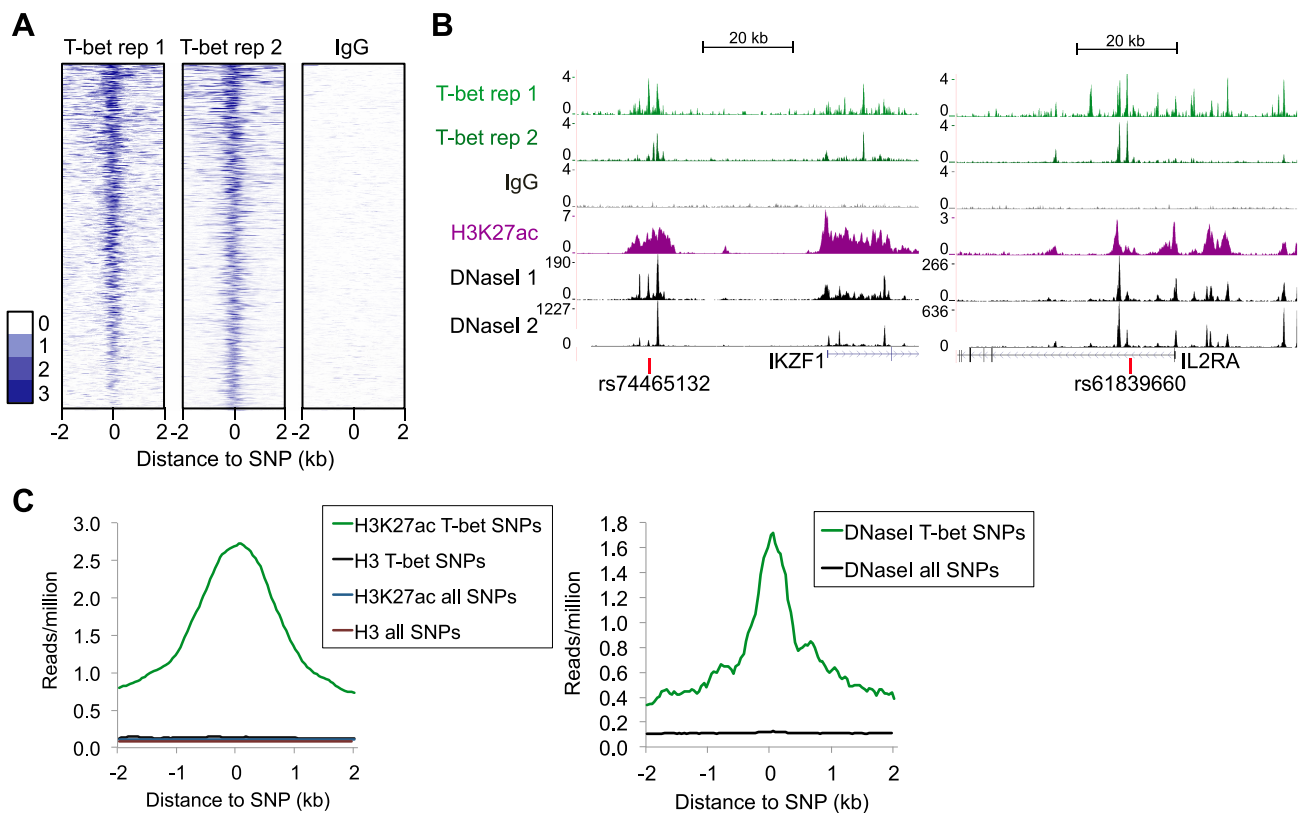 A
T-bet rep 1
T-bet rep 2
IgG
0
1
2
3
-2 0 2
-2 0 2
-2 0 2
Distance to SNP (kb)
B
20 kb
20 kb
T-bet rep 1
4
0
4
0
T-bet rep 2
4
0
4
0
IgG
4
0
4
0
H3K27ac
7
0
3
0
DNaseI 1
190
0
266
0
DNaseI 2
1227
0
636
0
IKZF1
IL2RA
rs74465132
rs61839660
C
Reads/million
3.0
2.5
2.0
1.5
1.0
0.5
0.0
-2 -1 0 1 2
Distance to SNP (kb)
H3K27ac T-bet SNPs
H3 T-bet SNPs
H3K27ac all SNPs
H3 all SNPs
Reads/million
1.8
1.6
1.4
1.2
1.0
0.8
0.6
0.4
0.2
0.0
-2 -1 0 1 2
Distance to SNP (kb)
DNaseI T-bet SNPs
DNaseI all SNPs